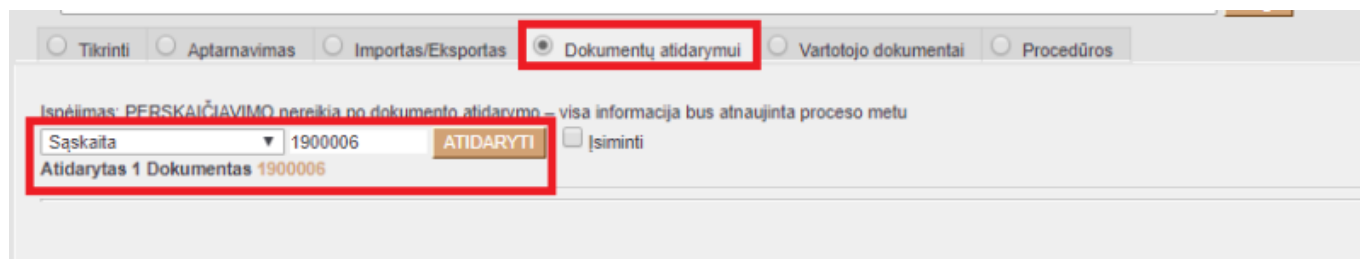 Tikrinti Aptarnavimas Importas/Eksportas Dokumentų atidarymui Vartotojo dokumentai Procedūros
Ispėjimas: PERSKAIČIAVIMO nereikia po dokumento atidarymo – visa informacija bus atnaujinta proceso metu
Sąskaita 1900006 ATIDARYTI Įsiminti
Atidarytas 1 Dokumentas 1900006